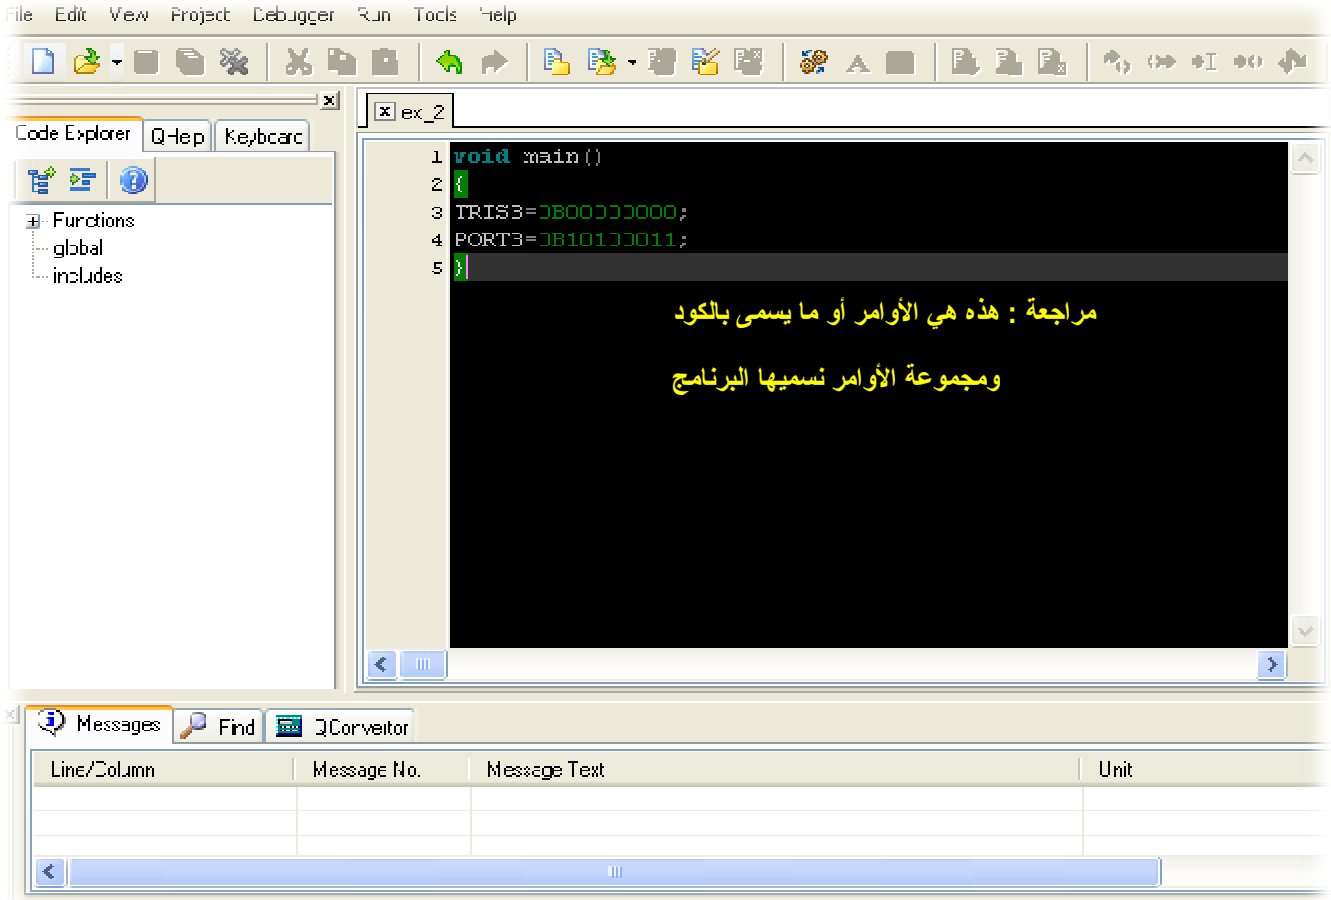 File Edit View Project Debugger Run Tools Help
ex_2
Code Explorer QHelp Keyboard
Functions
global
includes
1 void main()
2 {
3 TRISB=0B00000000;
4 PORTB=0B10100011;
5 }
مراجعة : هذه هي الأوامر أو ما يسمى بالكود
ومجموعة الأوامر نسميها البرنامج
Messages Find QConvertor
Line/Column Message No. Message Text Unit